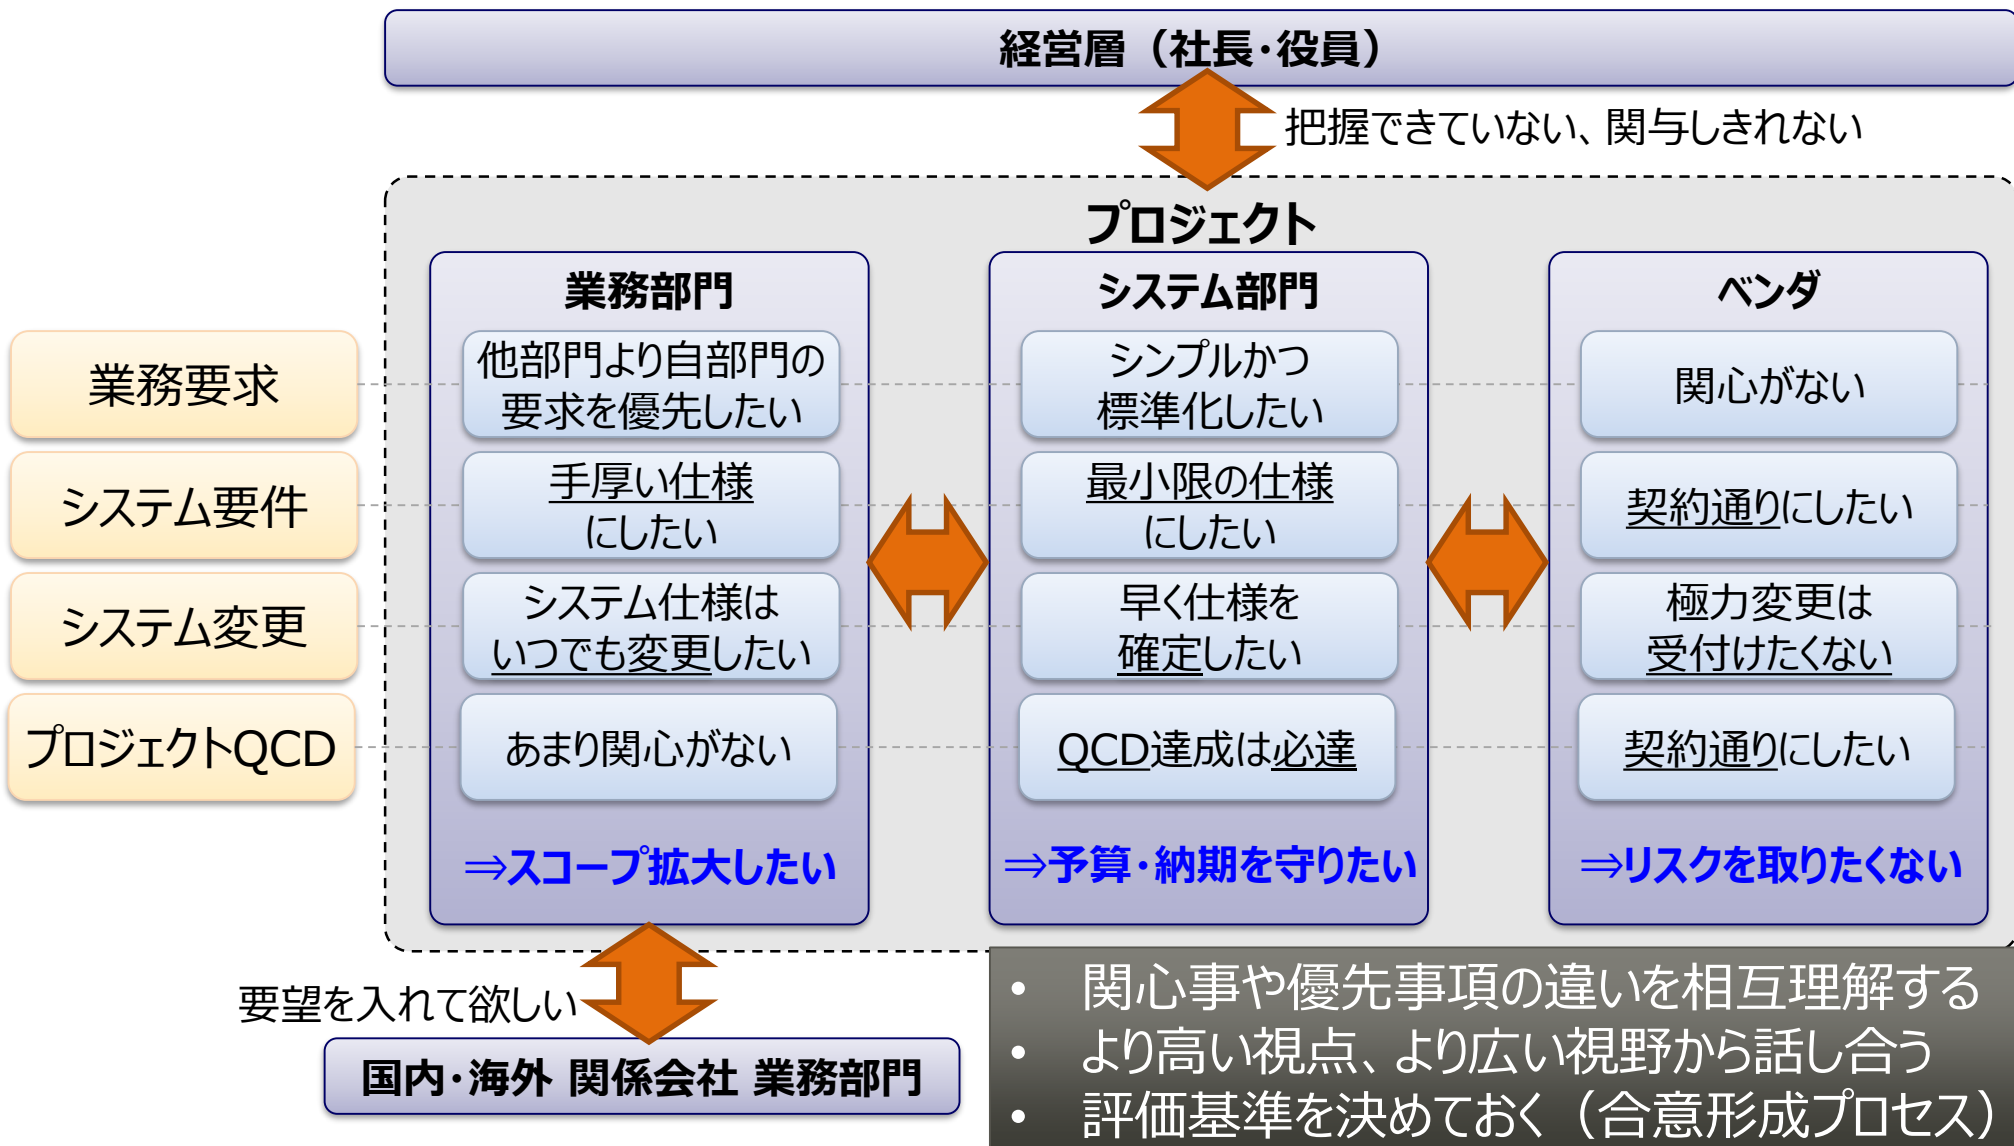 経営層（社長･役員）
把握できていない、関与しきれない
プロジェクト
業務部門
システム部門
ベンダ
業務要求
他部門より自部門の
要求を優先したい
シンプルかつ
標準化したい
関心がない
システム要件
手厚い仕様
にしたい
最小限の仕様
にしたい
契約通りにしたい
システム変更
システム仕様は
いつでも変更したい
早く仕様を
確定したい
極力変更は
受付けたくない
プロジェクトQCD
あまり関心がない
QCD達成は必達
契約通りにしたい
⇒スコープ拡大したい
⇒予算･納期を守りたい
⇒リスクを取りたくない
要望を入れて欲しい
国内･海外 関係会社 業務部門
• 関心事や優先事項の違いを相互理解する
• より高い視点、より広い視野から話し合う
• 評価基準を決めておく（合意形成プロセス）